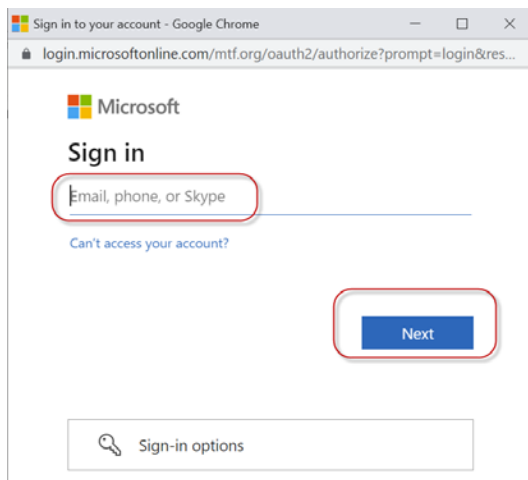 Sign in to your account - Google Chrome
login.microsoftonline.com/mtf.org/oauth2/authorize?prompt=login&res...
Microsoft
Sign in
Email, phone, or Skype
Can't access your account?
Next
Sign-in options